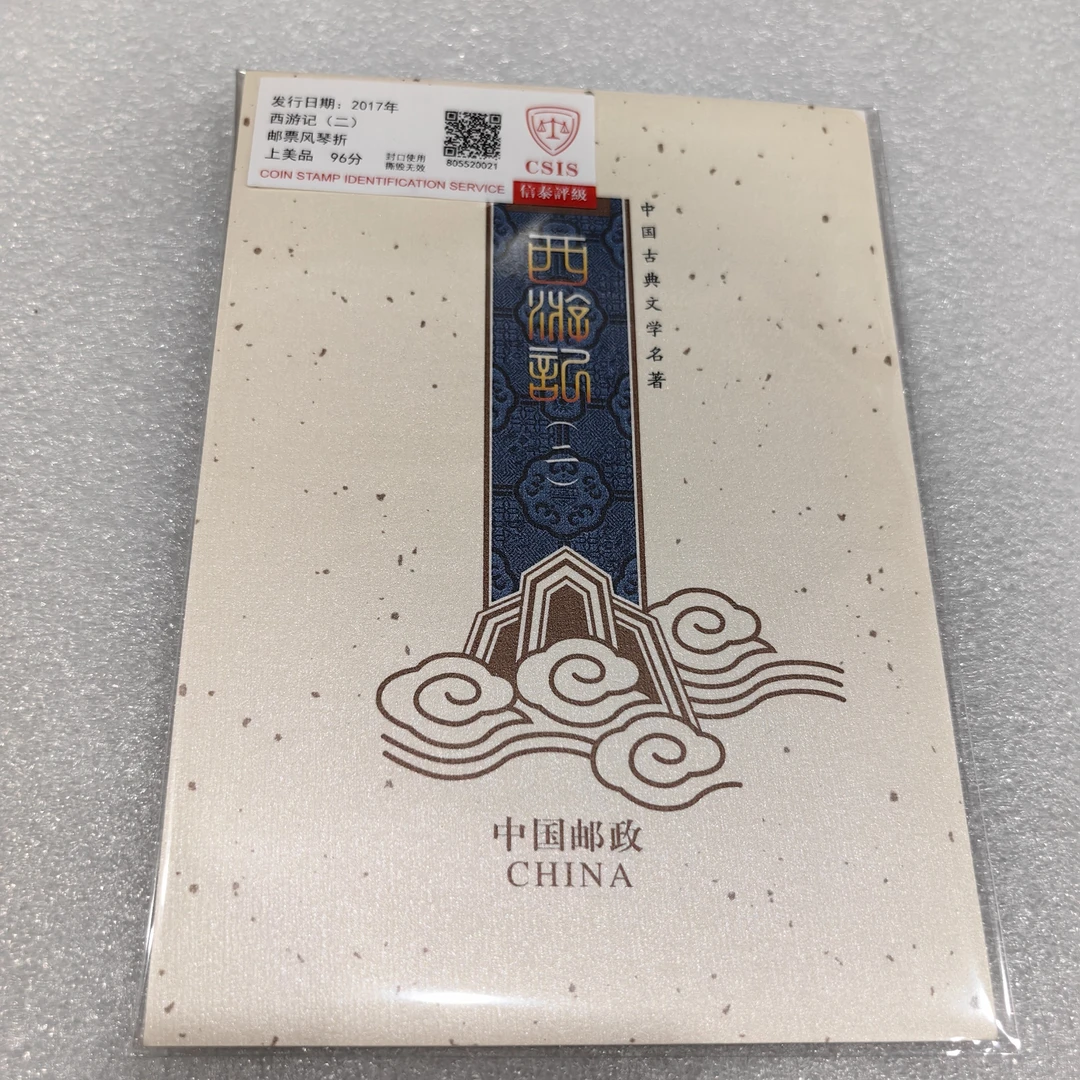 发行日期：2017年
西游记（二）
邮票风琴折
上美品 96分
封口使用
撕毁无效
805520021
CSIS
COIN STAMP IDENTIFICATION SERVICE
信泰評級
中国古典文学名著
西游記
（二）
中国邮政
CHINA